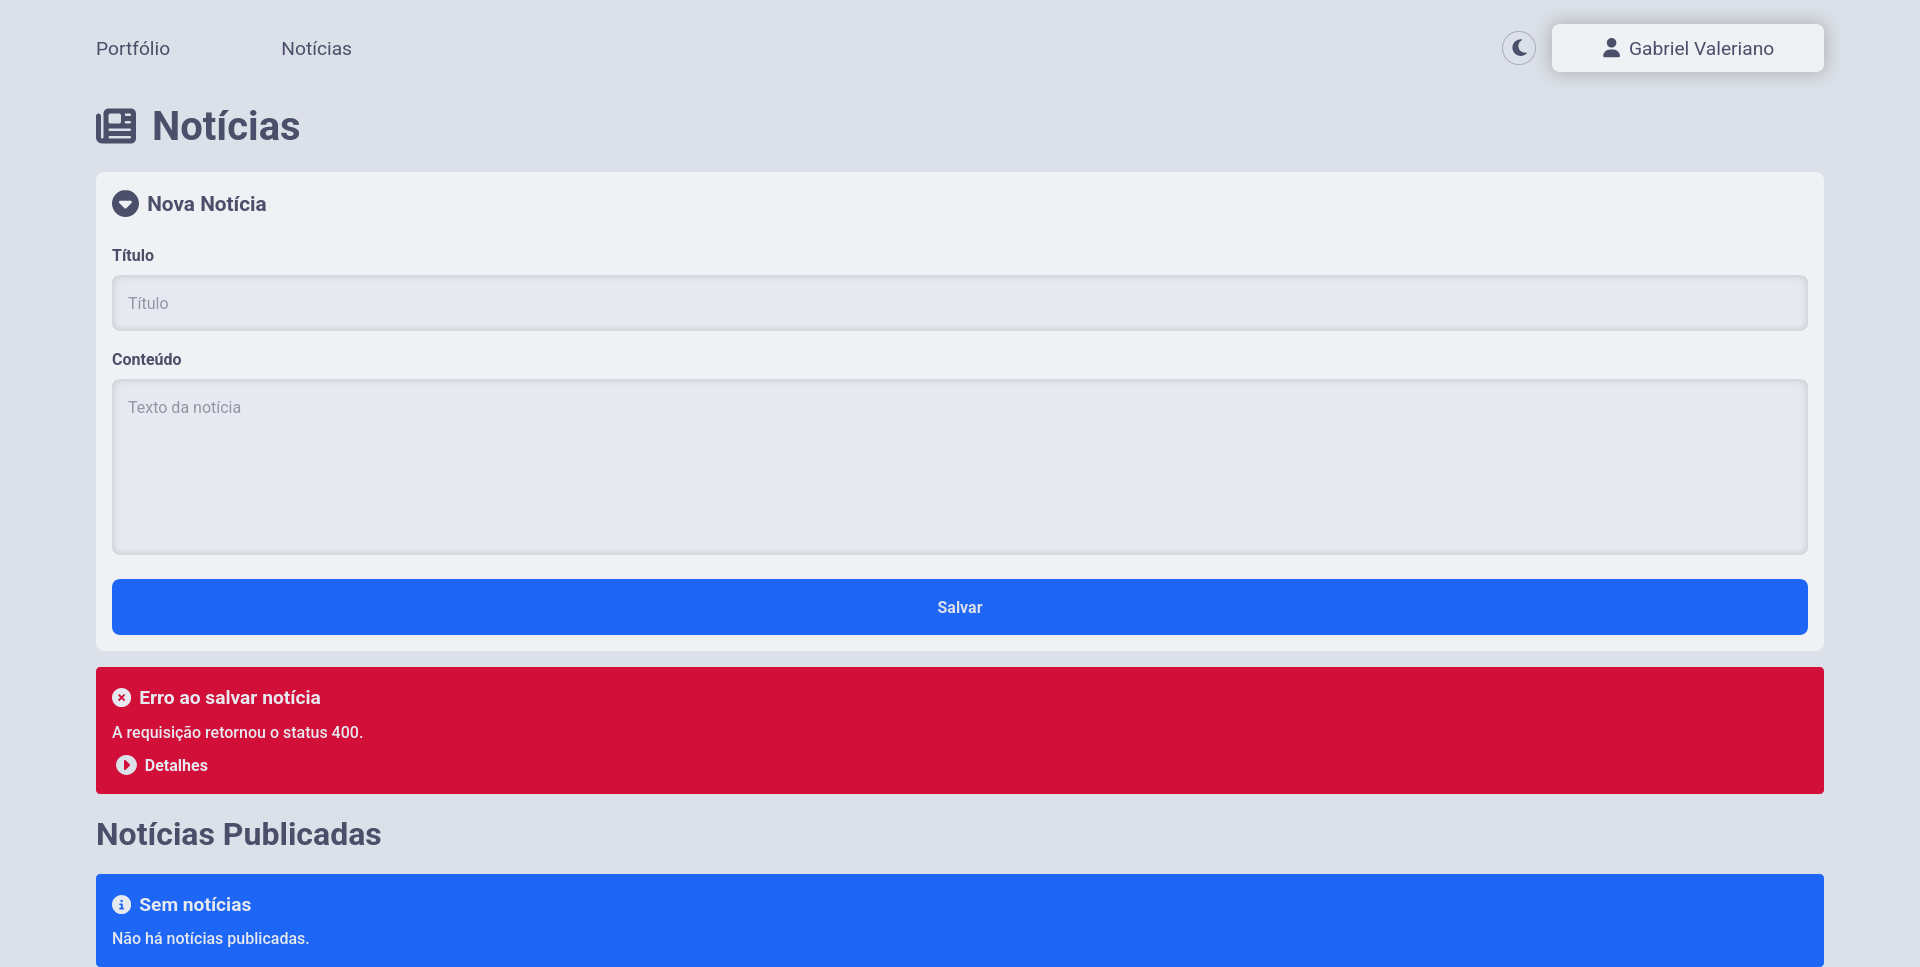 Portfólio Notícias Gabriel Valeriano
Notícias
Nova Notícia
Título
Título
Conteúdo
Texto da notícia
Salvar
Erro ao salvar notícia
A requisição retornou o status 400.
Detalhes
Notícias Publicadas
Sem notícias
Não há notícias publicadas.